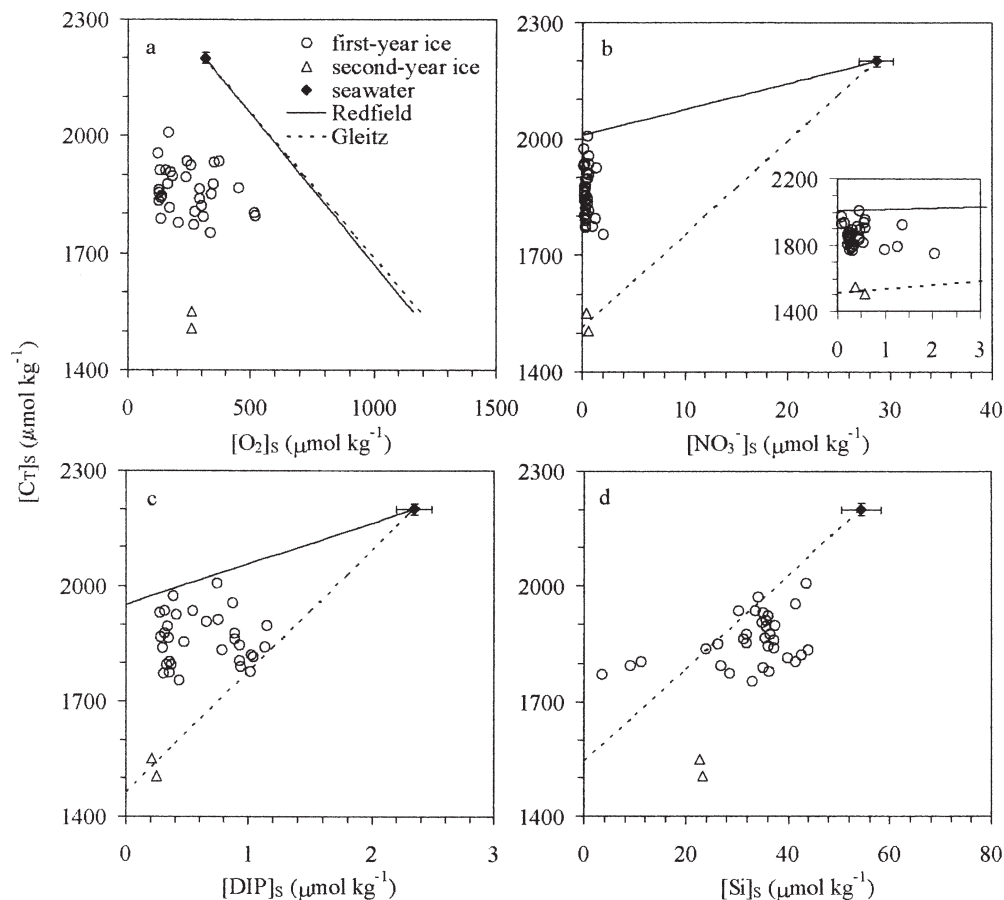 [CT]S (μmol kg-1)
a
2300
2000
1700
1400
0 500 1000 1500
[O2]S (μmol kg-1)
first-year ice
second-year ice
seawater
Redfield
Gleitz
b
2300
2000
1700
1400
0 10 20 30 40
[NO3-]S (μmol kg-1)
2200
1800
1400
0 1 2 3
c
2300
2000
1700
1400
0 1 2 3
[DIP]S (μmol kg-1)
d
2300
2000
1700
1400
0 20 40 60 80
[Si]S (μmol kg-1)